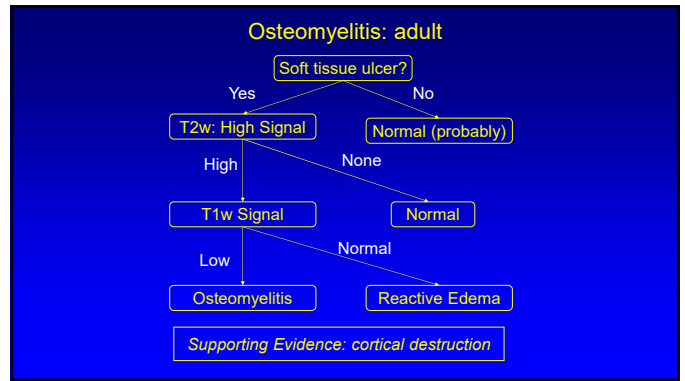 Osteomyelitis: adult
Soft tissue ulcer?
Yes
No
T2w: High Signal
Normal (probably)
High
None
T1w Signal
Normal
Low
Normal
Osteomyelitis
Reactive Edema
Supporting Evidence: cortical destruction